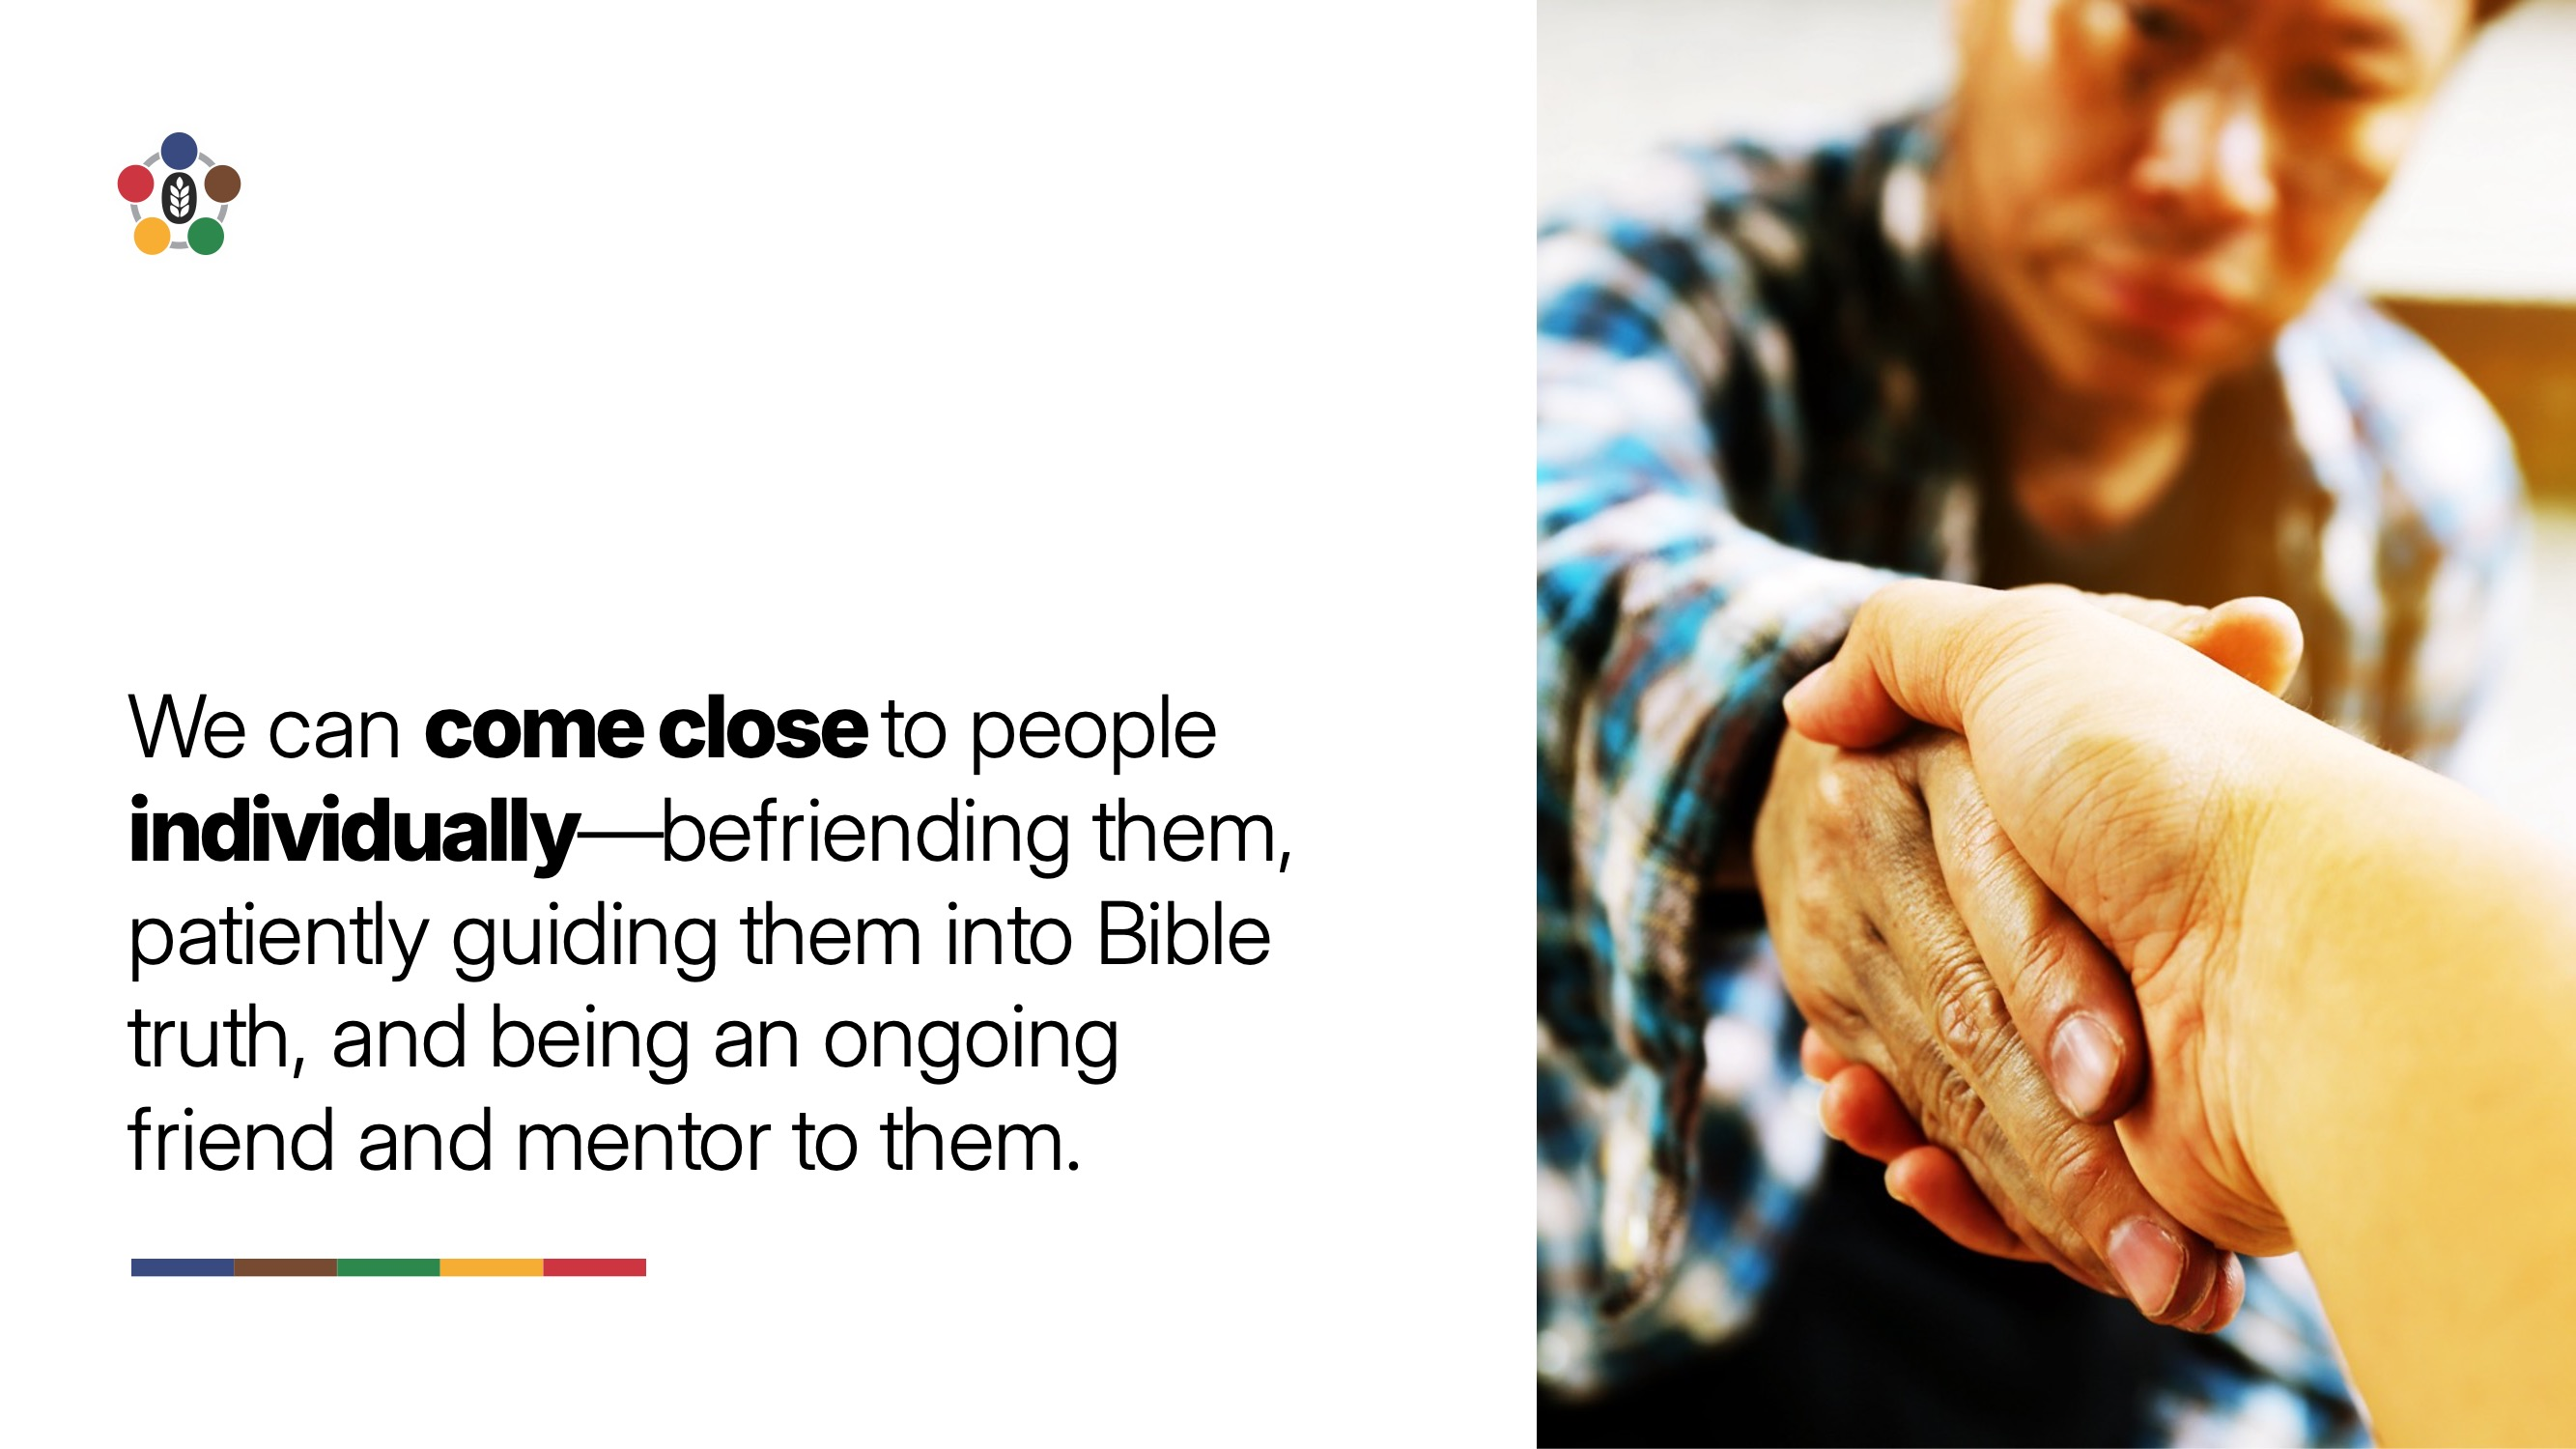 We can come close to people
individually—befriending them,
patiently guiding them into Bible
truth, and being an ongoing
friend and mentor to them.